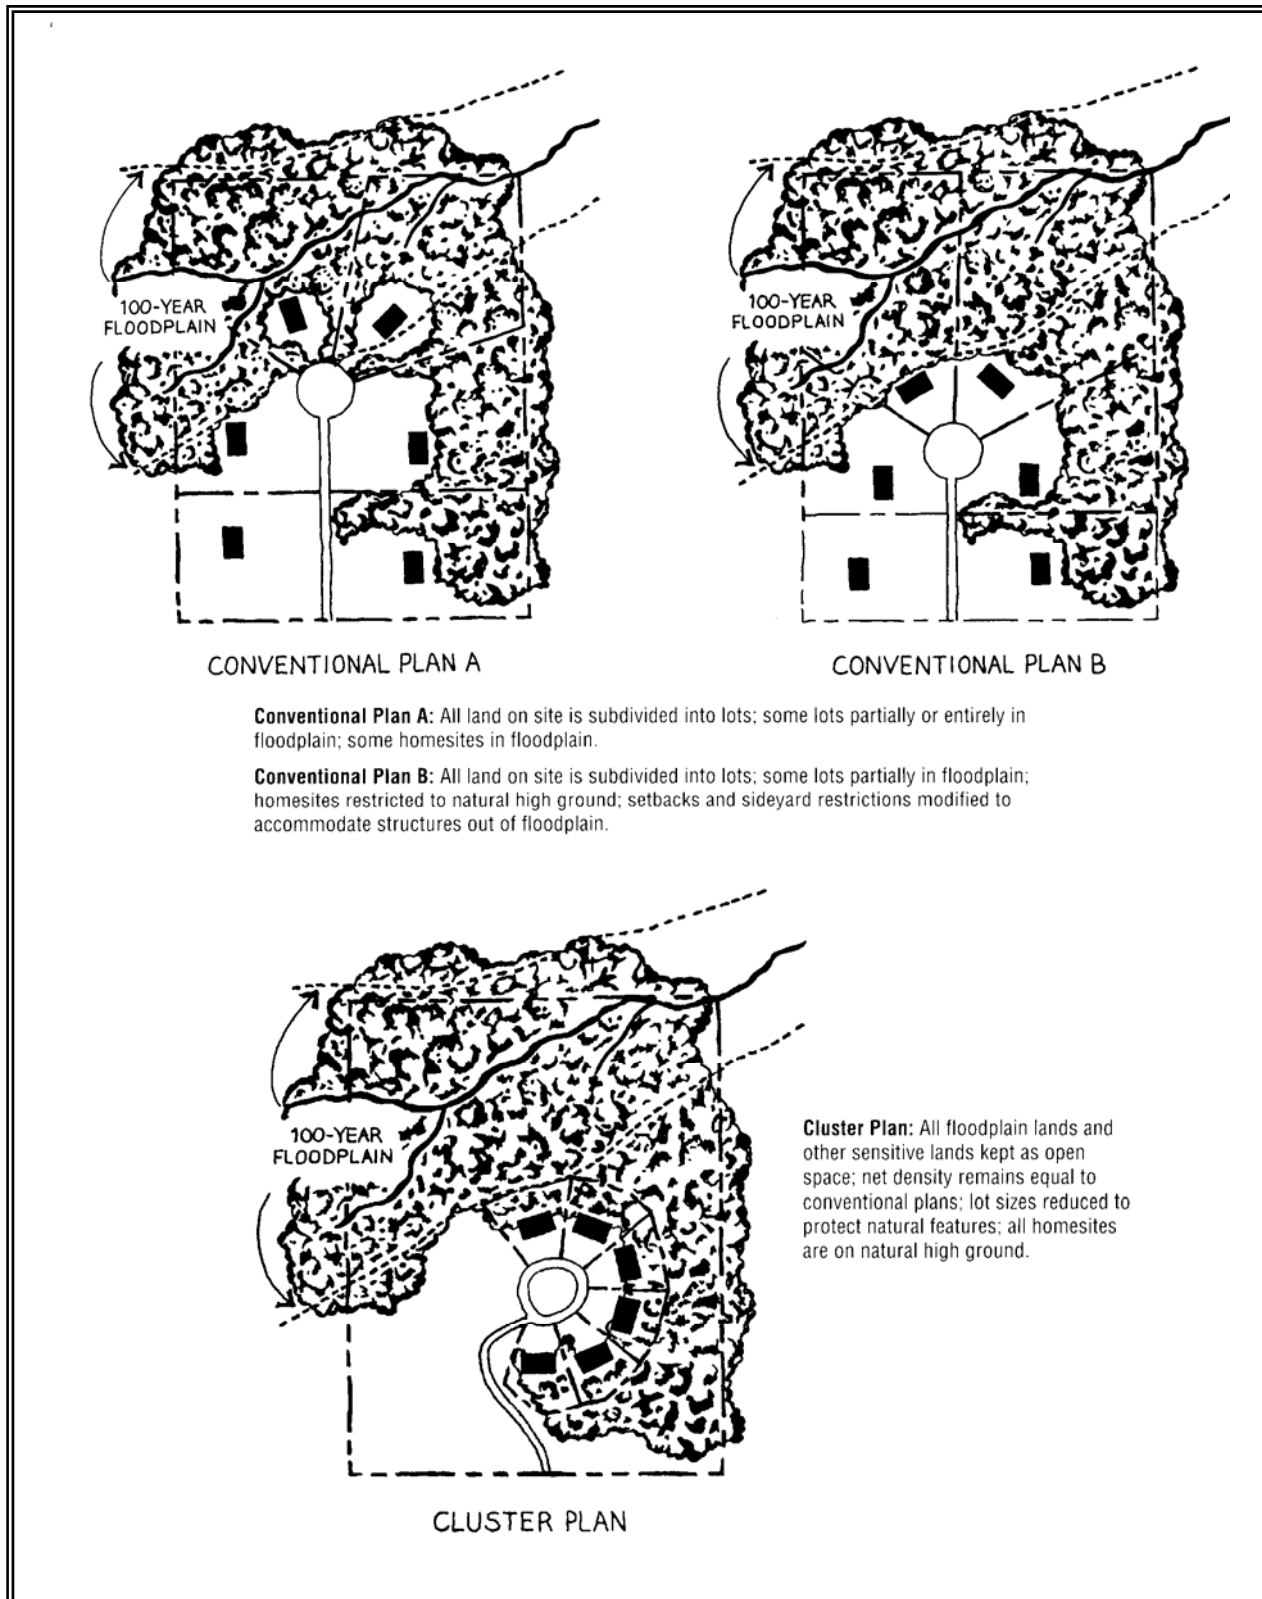 100-YEAR
FLOODPLAIN
100-YEAR
FLOODPLAIN
CONVENTIONAL PLAN A
CONVENTIONAL PLAN B
Conventional Plan A: All land on site is subdivided into lots; some lots partially or entirely in
floodplain; some homesites in floodplain.
Conventional Plan B: All land on site is subdivided into lots; some lots partially in floodplain;
homesites restricted to natural high ground; setbacks and sideyard restrictions modified to
accommodate structures out of floodplain.
100-YEAR
FLOODPLAIN
Cluster Plan: All floodplain lands and
other sensitive lands kept as open
space; net density remains equal to
conventional plans; lot sizes reduced to
protect natural features; all homesites
are on natural high ground.
CLUSTER PLAN